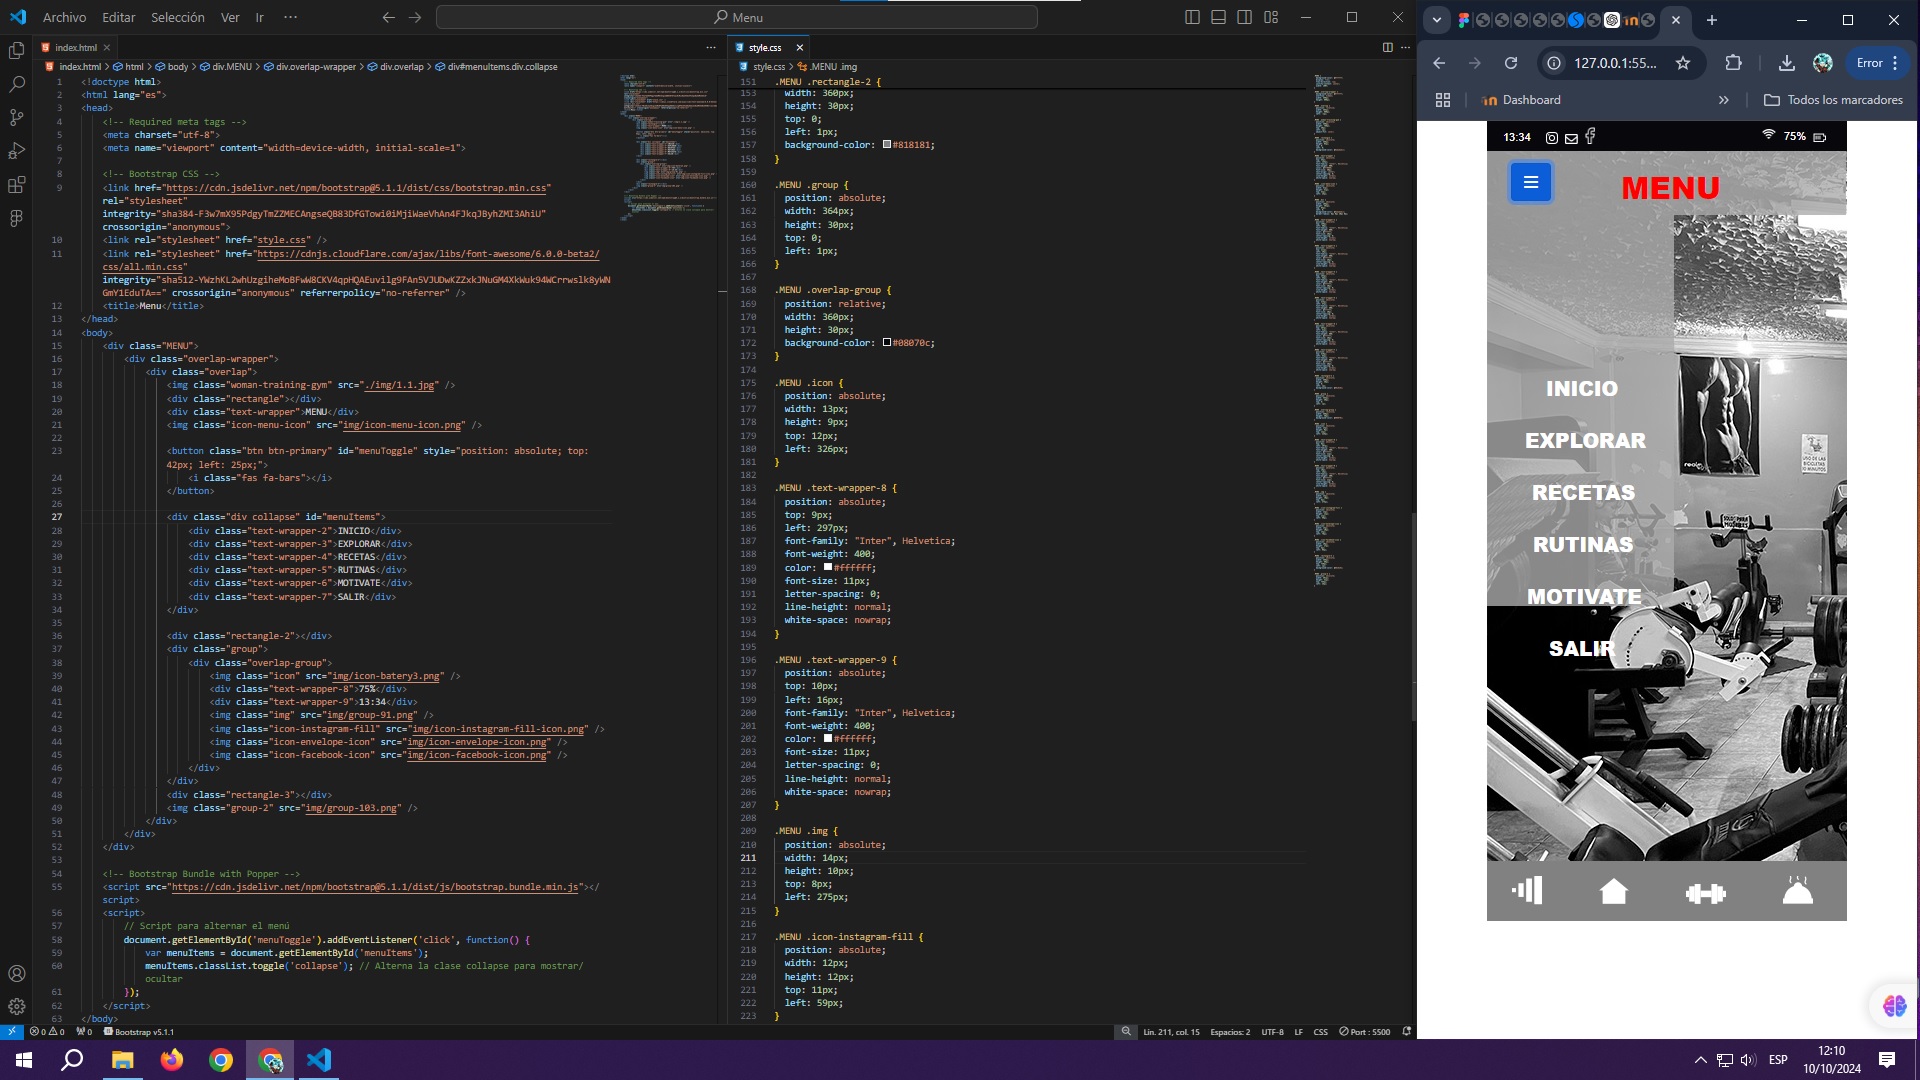 Archivo Editar Selección Ver Ir ···
Menu
index.html
style.css
index.html > html > body > div.MENU > div.overlap-wrapper > div.overlap > div#menuItems.div.collapse
1 <!doctype html>
2 <html lang="es">
3 <head>
4 <!-- Required meta tags -->
5 <meta charset="utf-8">
6 <meta name="viewport" content="width=device-width, initial-scale=1">
7
8 <!-- Bootstrap CSS -->
9 <link href="https://cdn.jsdelivr.net/npm/bootstrap@5.1.1/dist/css/bootstrap.min.css"
rel="stylesheet"
crossorigin="anonymous">
10 <link rel="stylesheet" href="style.css" />
11 <link rel="stylesheet" href="https://cdnjs.cloudflare.com/ajax/libs/font-awesome/6.0.0-beta2/
css/all.min.css"
crossorigin="anonymous" referrerpolicy="no-referrer" />
12 <title>Menu</title>
13 </head>
14 <body>
15 <div class="MENU">
16 <div class="overlap-wrapper">
17 <div class="overlap">
18 <img class="woman-training-gym" src="./img/1.1.jpg" />
19 <div class="rectangle"></div>
20 <div class="text-wrapper">MENU</div>
21 <img class="icon-menu-icon" src="img/icon-menu-icon.png" />
22
23 <button class="btn btn-primary" id="menuToggle" style="position: absolute; top:
42px; left: 25px;">
24 <i class="fas fa-bars"></i>
25 </button>
26
27 <div class="div collapse" id="menuItems">
28 <div class="text-wrapper-2">INICIO</div>
29 <div class="text-wrapper-3">EXPLORAR</div>
30 <div class="text-wrapper-4">RECETAS</div>
31 <div class="text-wrapper-5">RUTINAS</div>
32 <div class="text-wrapper-6">MOTIVATE</div>
33 <div class="text-wrapper-7">SALIR</div>
34 </div>
35
36 <div class="rectangle-2"></div>
37 <div class="group">
38 <div class="overlap-group">
39 <img class="icon" src="img/icon-batery3.png" />
40 <div class="text-wrapper-8">75%</div>
41 <div class="text-wrapper-9">13:34</div>
42 <img class="img" src="img/group-91.png" />
43 <img class="icon-instagram-fill" src="img/icon-instagram-fill-icon.png" />
44 <img class="icon-envelope-icon" src="img/icon-envelope-icon.png" />
45 <img class="icon-facebook-icon" src="img/icon-facebook-icon.png" />
46 </div>
47 </div>
48 <div class="rectangle-3"></div>
49 <img class="group-2" src="img/group-103.png" />
50 </div>
51 </div>
52 </div>
53
54 <!-- Bootstrap Bundle with Popper -->
55 <script src="https://cdn.jsdelivr.net/npm/bootstrap@5.1.1/dist/js/bootstrap.bundle.min.js"></
script>
56 <script>
57 // Script para alternar el menú
58 document.getElementById('menuToggle').addEventListener('click', function() {
59 var menuItems = document.getElementById('menuItems');
60 menuItems.classList.toggle('collapse'); // Alterna la clase collapse para mostrar/
ocultar
61 });
62 </script>
63 </body>
style.css > .MENU .img
151 .MENU .rectangle-2 {
153 width: 360px;
154 height: 30px;
155 top: 0;
156 left: 1px;
157 background-color: #818181;
158 }
159
160 .MENU .group {
161 position: absolute;
162 width: 364px;
163 height: 30px;
164 top: 0;
165 left: 1px;
166 }
167
168 .MENU .overlap-group {
169 position: relative;
170 width: 360px;
171 height: 30px;
172 background-color: #08070c;
173 }
174
175 .MENU .icon {
176 position: absolute;
177 width: 13px;
178 height: 9px;
179 top: 12px;
180 left: 326px;
181 }
182
183 .MENU .text-wrapper-8 {
184 position: absolute;
185 top: 9px;
186 left: 297px;
187 font-family: "Inter", Helvetica;
188 font-weight: 400;
189 color: #ffffff;
190 font-size: 11px;
191 letter-spacing: 0;
192 line-height: normal;
193 white-space: nowrap;
194 }
195
196 .MENU .text-wrapper-9 {
197 position: absolute;
198 top: 10px;
199 left: 16px;
200 font-family: "Inter", Helvetica;
201 font-weight: 400;
202 color: #ffffff;
203 font-size: 11px;
204 letter-spacing: 0;
205 line-height: normal;
206 white-space: nowrap;
207 }
208
209 .MENU .img {
210 position: absolute;
211 width: 14px;
212 height: 10px;
213 top: 8px;
214 left: 275px;
215 }
216
217 .MENU .icon-instagram-fill {
218 position: absolute;
219 width: 12px;
220 height: 12px;
221 top: 11px;
222 left: 59px;
223 }
0 0 0 Bootstrap v5.1.1
Lín. 211, col. 15 Espacios: 2 UTF-8 LF CSS Port : 5500
127.0.0.1:55... Error
Dashboard » Todos los marcadores
13:34 75%
MENU
INICIO
EXPLORAR
RECETAS
RUTINAS
MOTIVATE
SALIR
ESP
12:10
10/10/2024